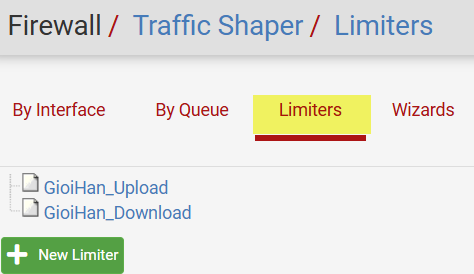 Firewall / Traffic Shaper / Limiters
By Interface By Queue Limiters Wizards
GioiHan_Upload
GioiHan_Download
New Limiter